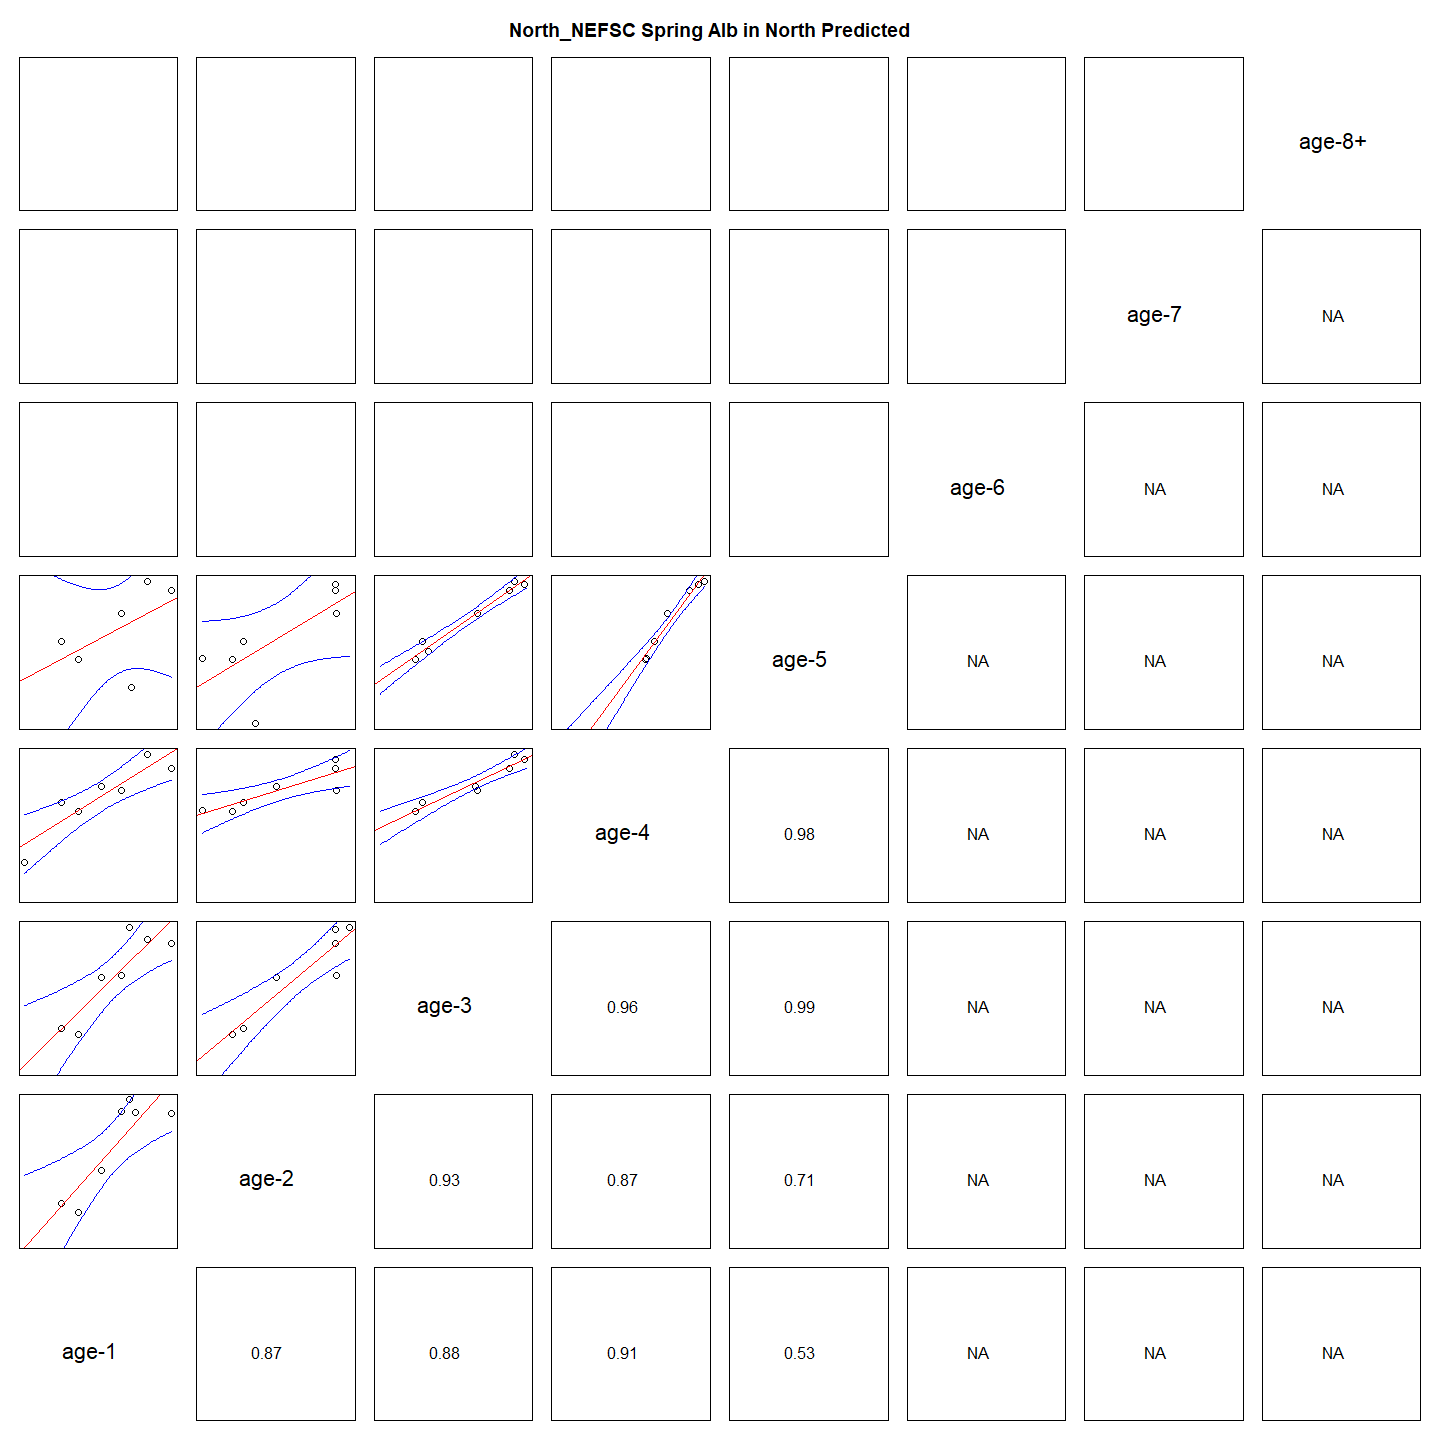 North_NEFSC Spring Alb in North Predicted
age-8+
age-7 NA
age-6 NA NA
age-5 NA NA NA
age-4 0.98 NA NA NA
age-3 0.96 0.99 NA NA NA
age-2 0.93 0.87 0.71 NA NA NA
age-1 0.87 0.88 0.91 0.53 NA NA NA